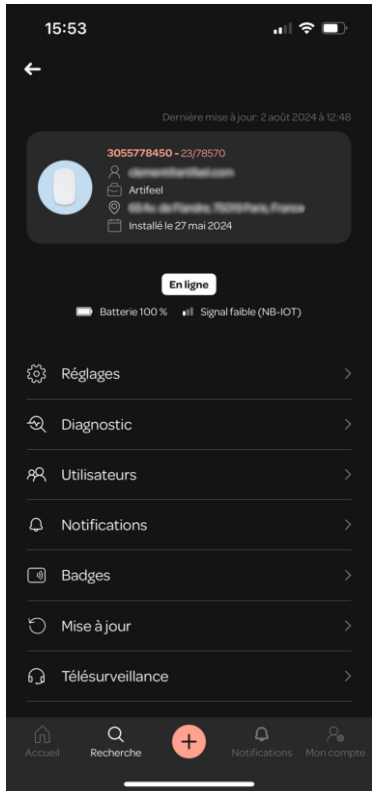 15:53
Dernière mise à jour: 2 août 2024 à 12:48
3055778450 - 23/78570
Artifeel
Installé le 27 mai 2024
En ligne
Batterie 100 % Signal faible (NB-IOT)
Réglages
Diagnostic
Utilisateurs
Notifications
Badges
Mise à jour
Télésurveillance
Accueil Recherche Notifications Mon compte